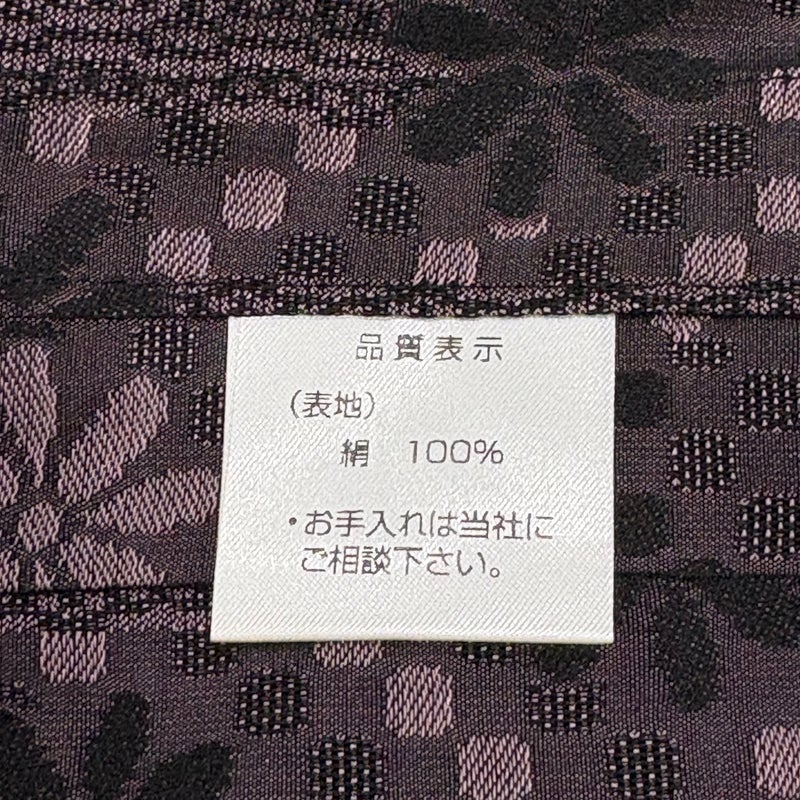 品質表示
（表地）
絹　100%
・お手入れは当社に
ご相談下さい。